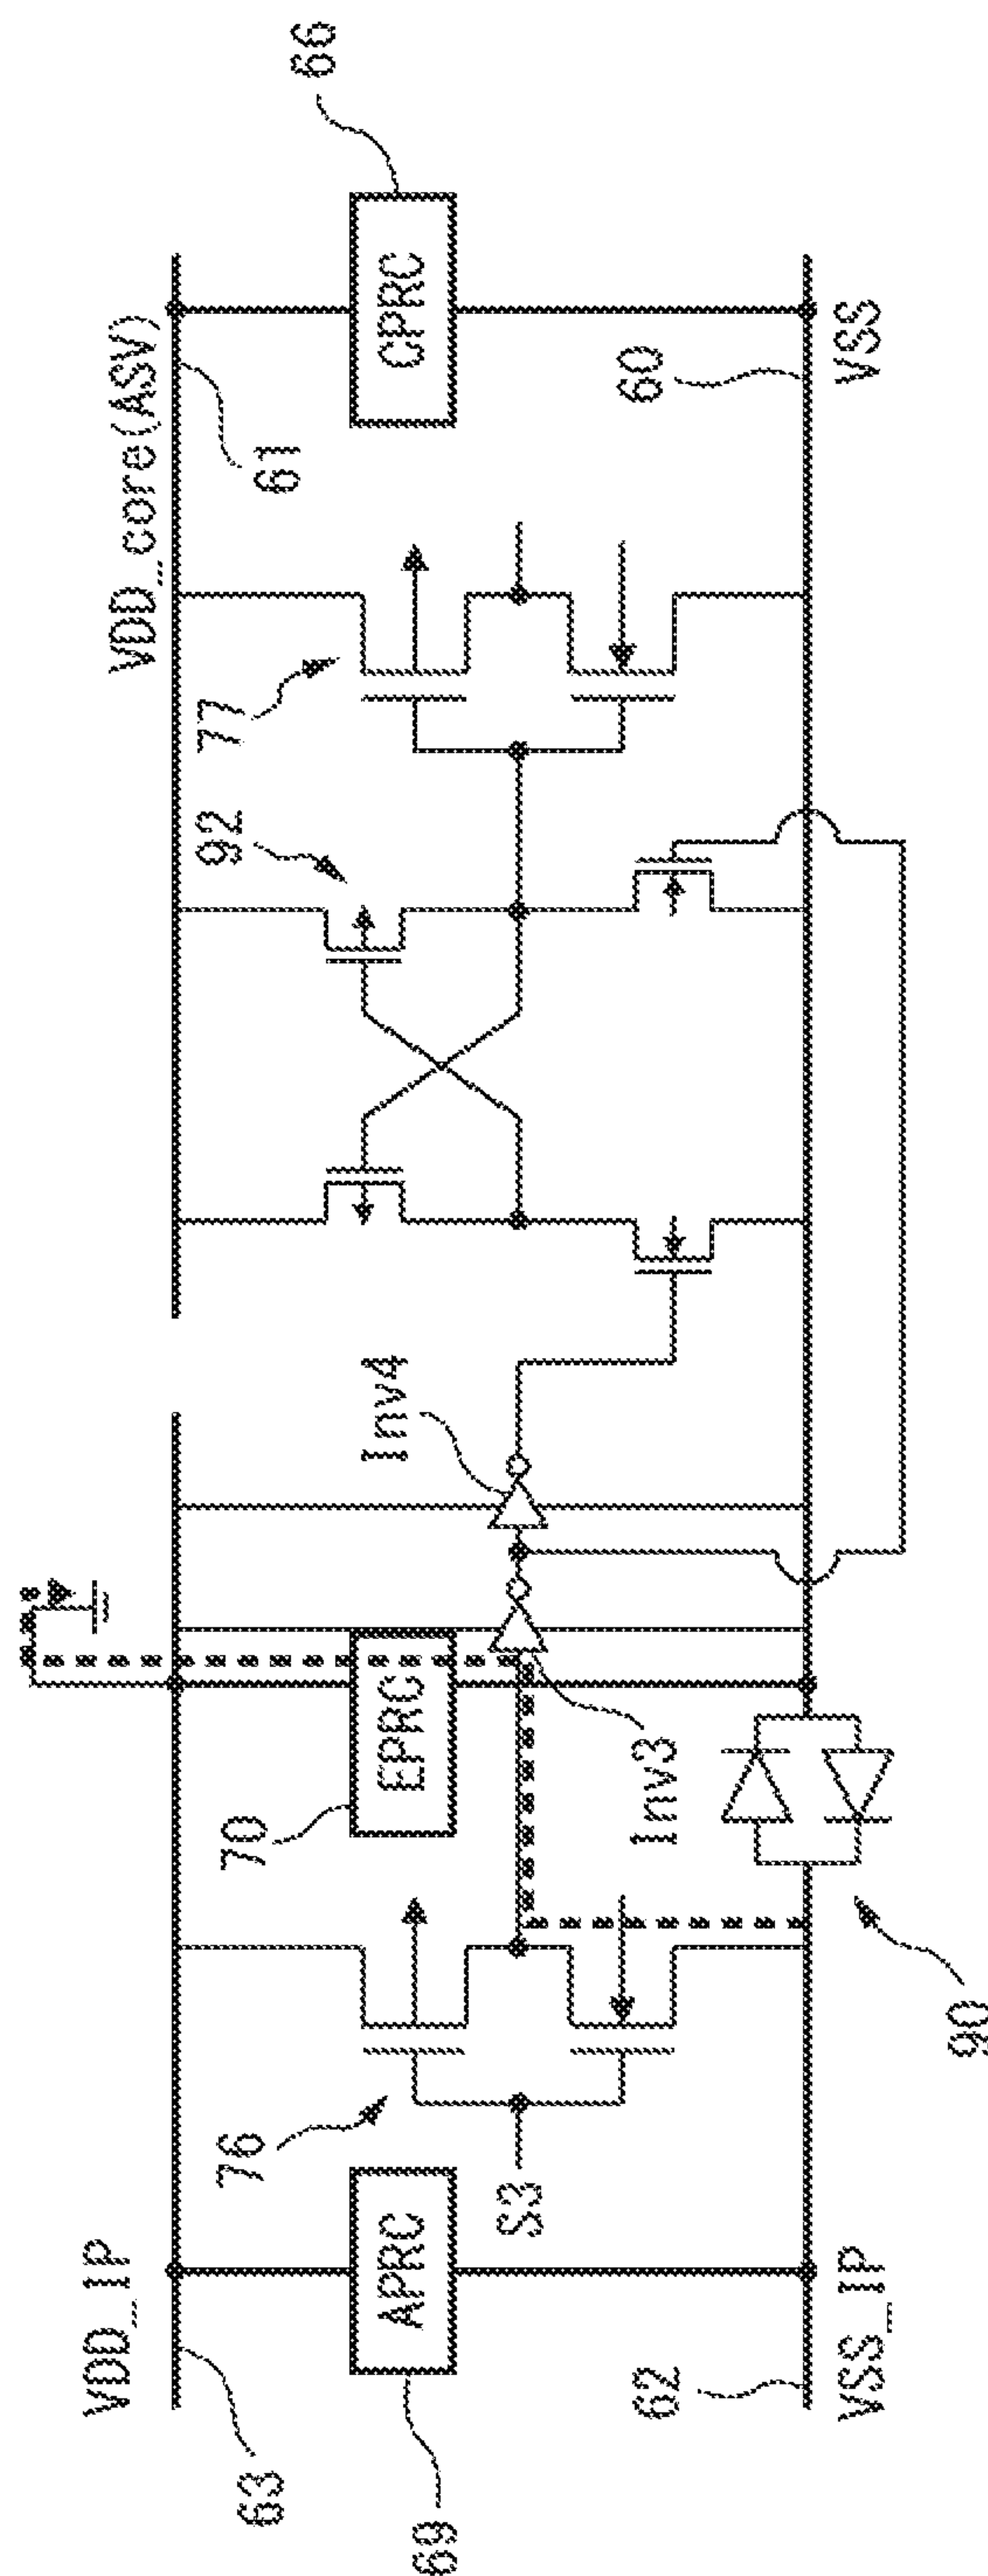 VDD_IP
VDD_core(ASV)
63
61
76
70
92
77
66
69
APRC
EPRC
Inv4
CPRC
S3
Inv3
62
60
VSS_IP
VSS
90